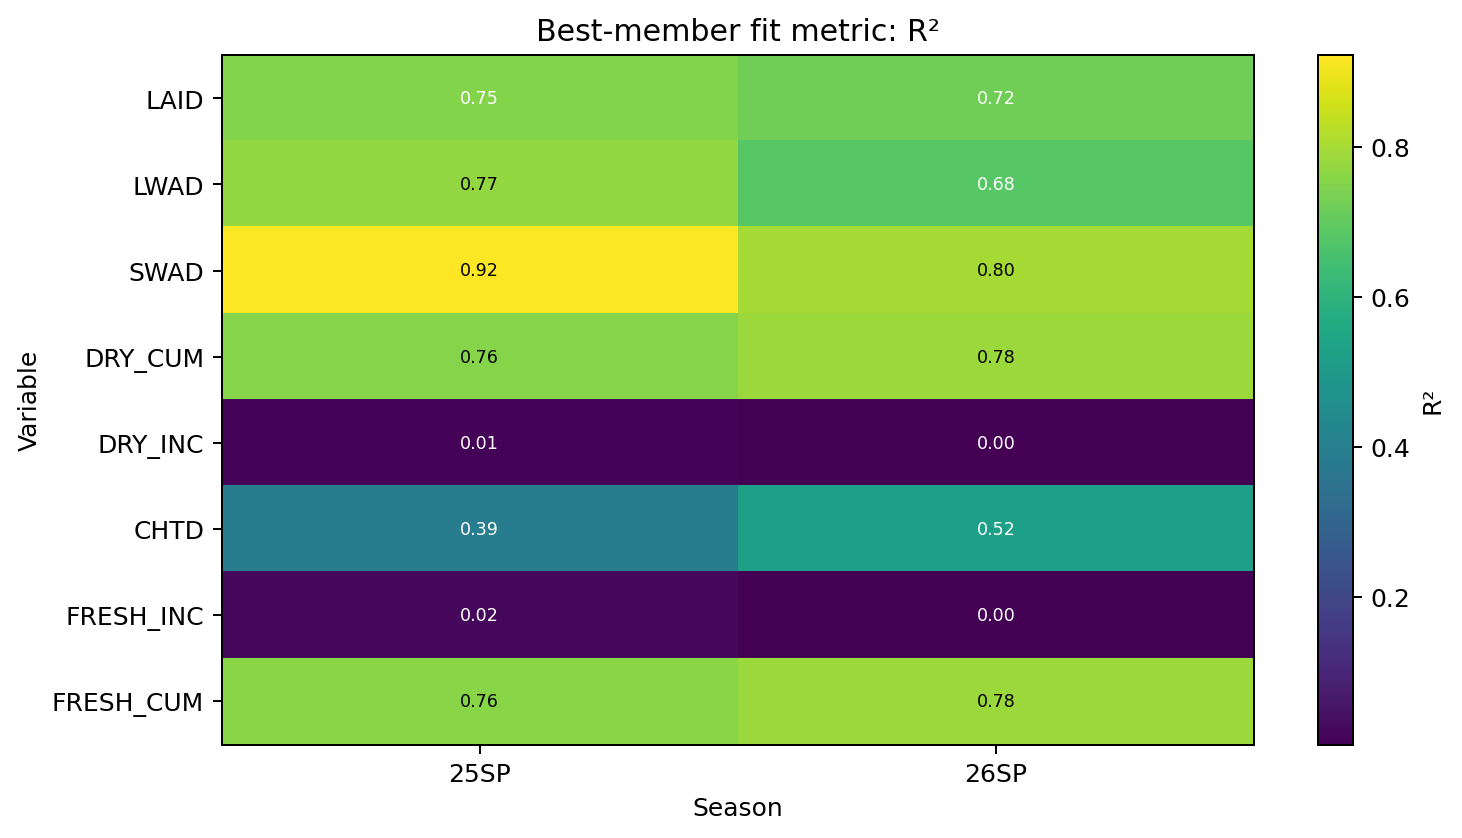 Best-member fit metric: R²
LAID 0.75 0.72
LWAD 0.77 0.68
SWAD 0.92 0.80
DRY_CUM 0.76 0.78
DRY_INC 0.01 0.00
CHTD 0.39 0.52
FRESH_INC 0.02 0.00
FRESH_CUM 0.76 0.78
25SP 26SP
Season
Variable
0.8
0.6
0.4
0.2
R²